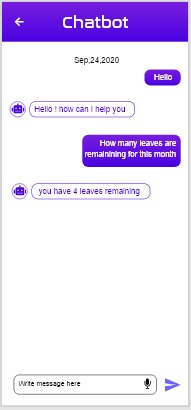 Chatbot
Sep,24,2020
Hello
Hello ! how can I help you
How many leaves are
remainining for this month
you have 4 leaves remaining
Write message here